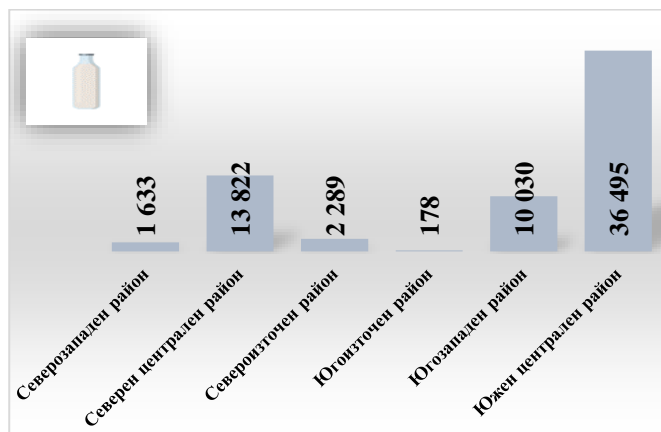 1 633
13 822
2 289
178
10 030
36 495
Северозападен район
Северен централен район
Североизточен район
Югоизточен район
Югозападен район
Южен централен район